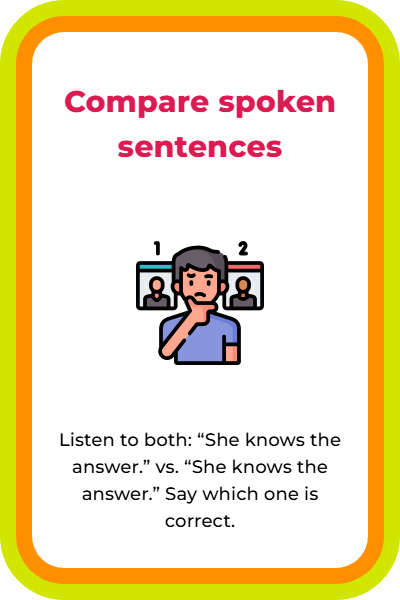 Compare spoken
sentences
1 2
Listen to both: “She knows the
answer.” vs. “She knows the
answer.” Say which one is
correct.